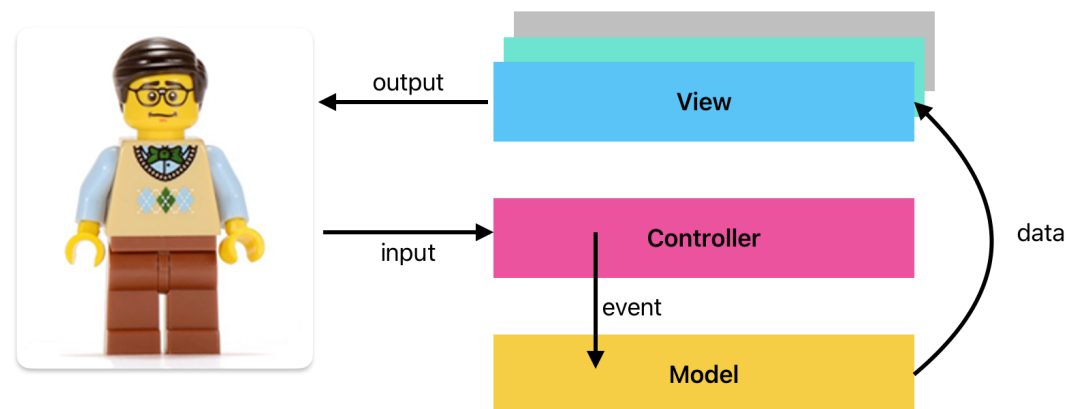 output
View
input
Controller
data
event
Model